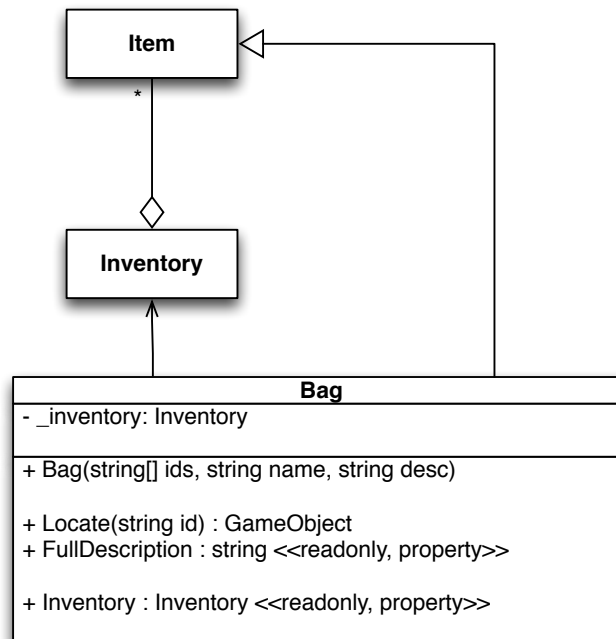 Item
*
Inventory
Bag
- _inventory: Inventory
+ Bag(string[] ids, string name, string desc)
+ Locate(string id) : GameObject
+ FullDescription : string <<readonly, property>>
+ Inventory : Inventory <<readonly, property>>